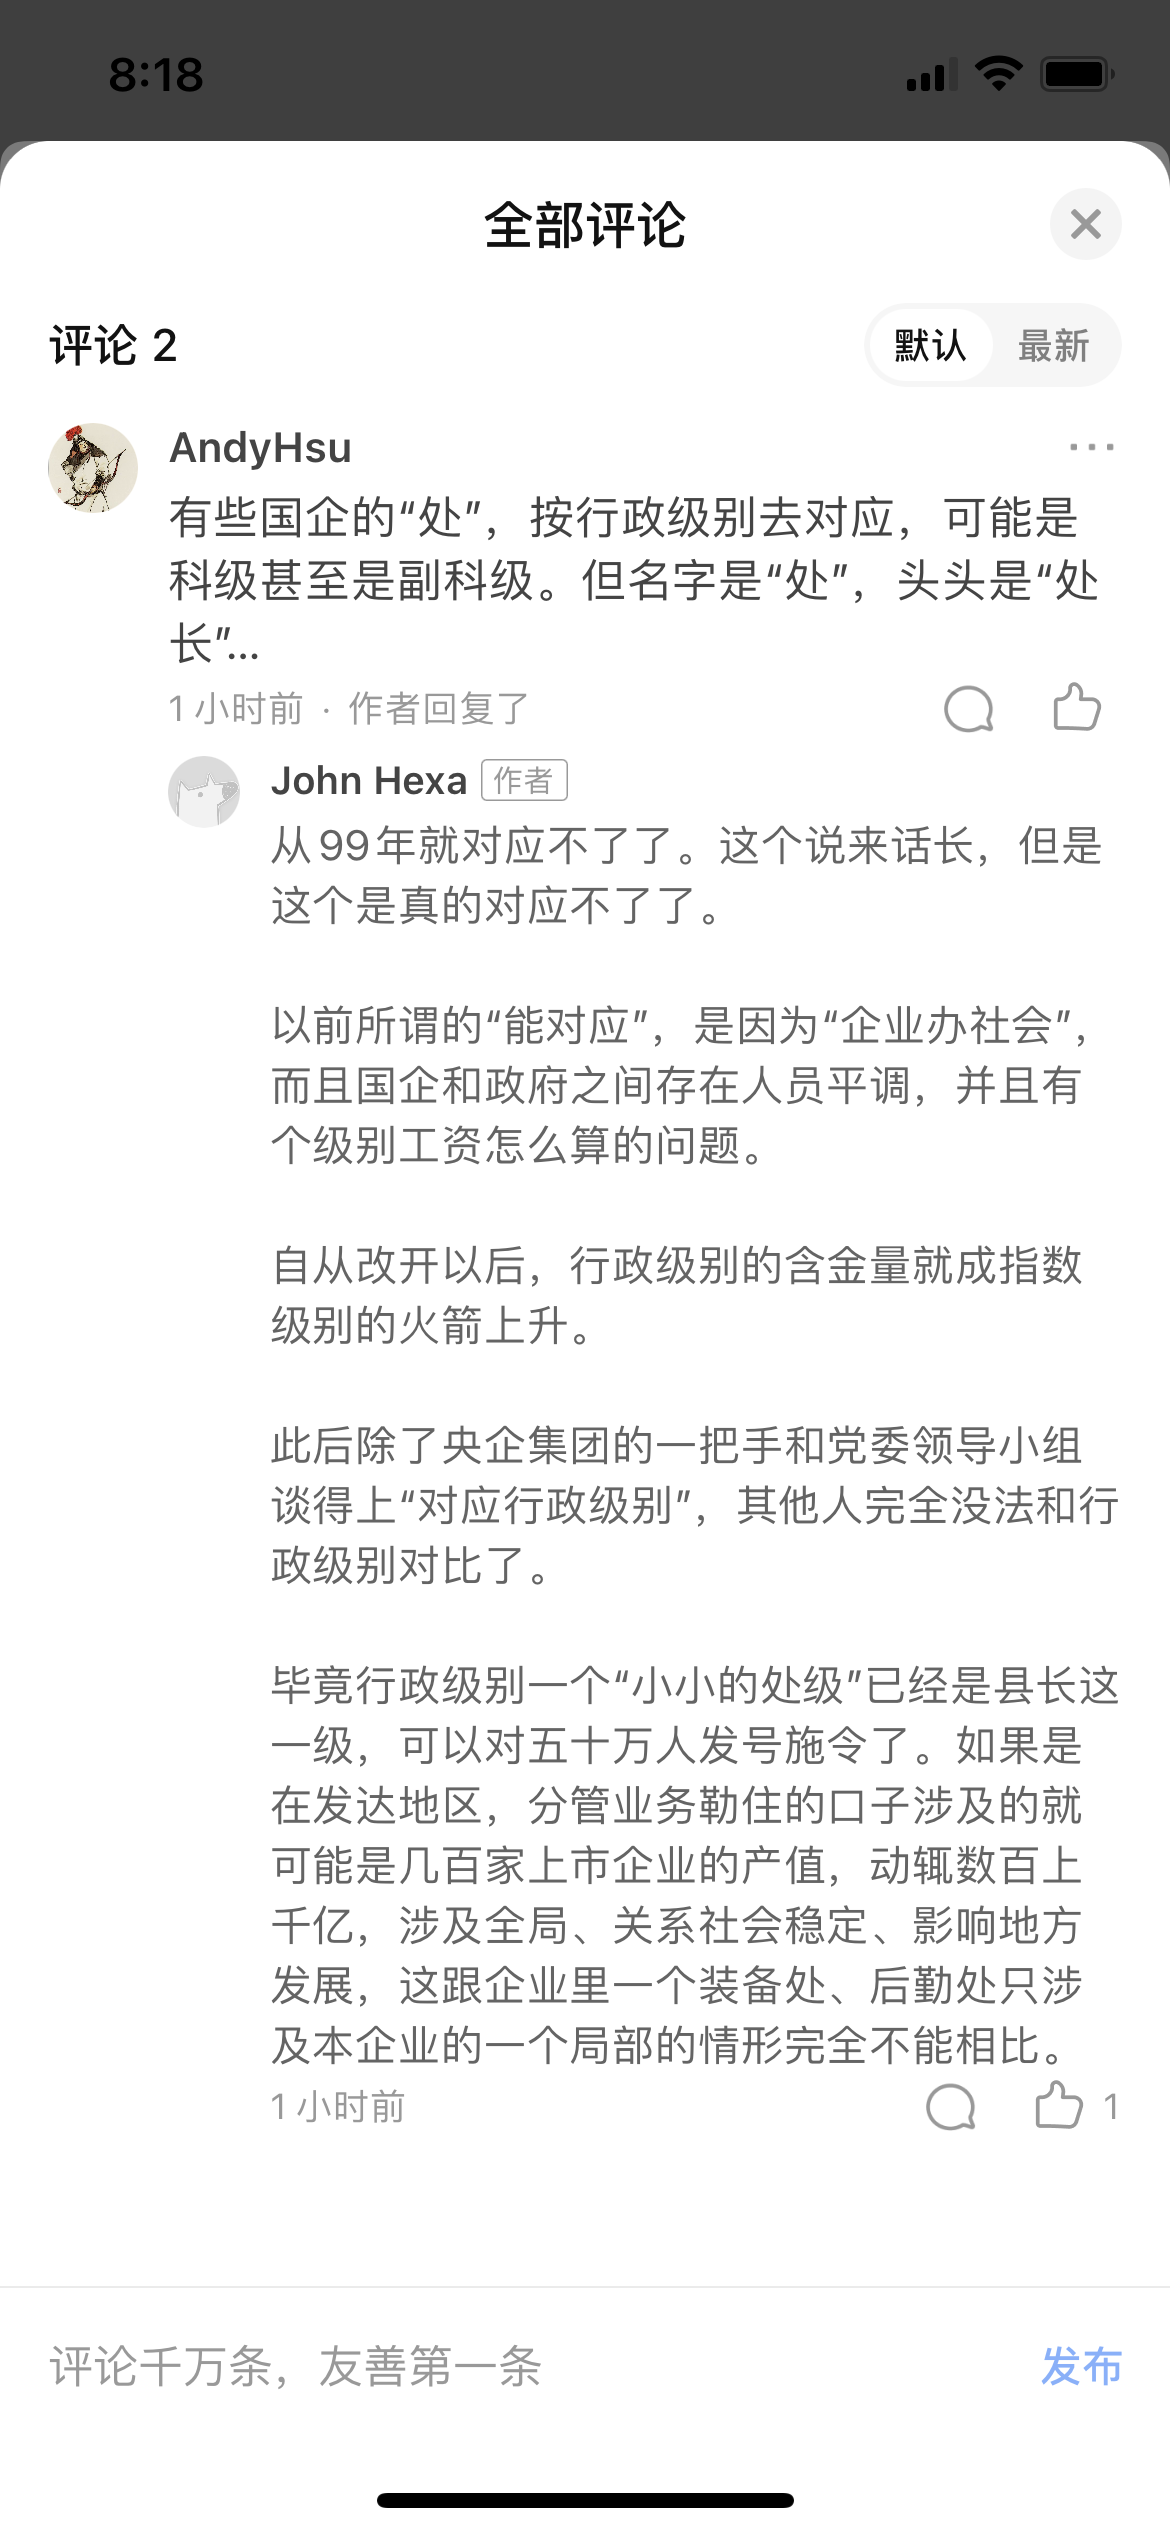 8:18
全部评论
评论 2
默认
最新
AndyHsu
有些国企的“处”，按行政级别去对应，可能是
科级甚至是副科级。但名字是“处”，头头是“处
长”...
1 小时前 · 作者回复了
John Hexa 作者
从 99 年就对应不了了。这个说来话长，但是
这个是真的对应不了了。
以前所谓的“能对应”，是因为“企业办社会”，
而且国企和政府之间存在人员平调，并且有
个级别工资怎么算的问题。
自从改开以后，行政级别的含金量就成指数
级别的火箭上升。
此后除了央企集团的一把手和党委领导小组
谈得上“对应行政级别”，其他人完全没法和行
政级别对比了。
毕竟行政级别一个“小小的处级”已经是县长这
一级，可以对五十万人发号施令了。如果是
在发达地区，分管业务勒住的口子涉及的就
可能是几百家上市企业的产值，动辄数百上
千亿，涉及全局、关系社会稳定、影响地方
发展，这跟企业里一个装备处、后勤处只涉
及本企业的一个局部的情形完全不能相比。
1 小时前
1
评论千万条，友善第一条
发布